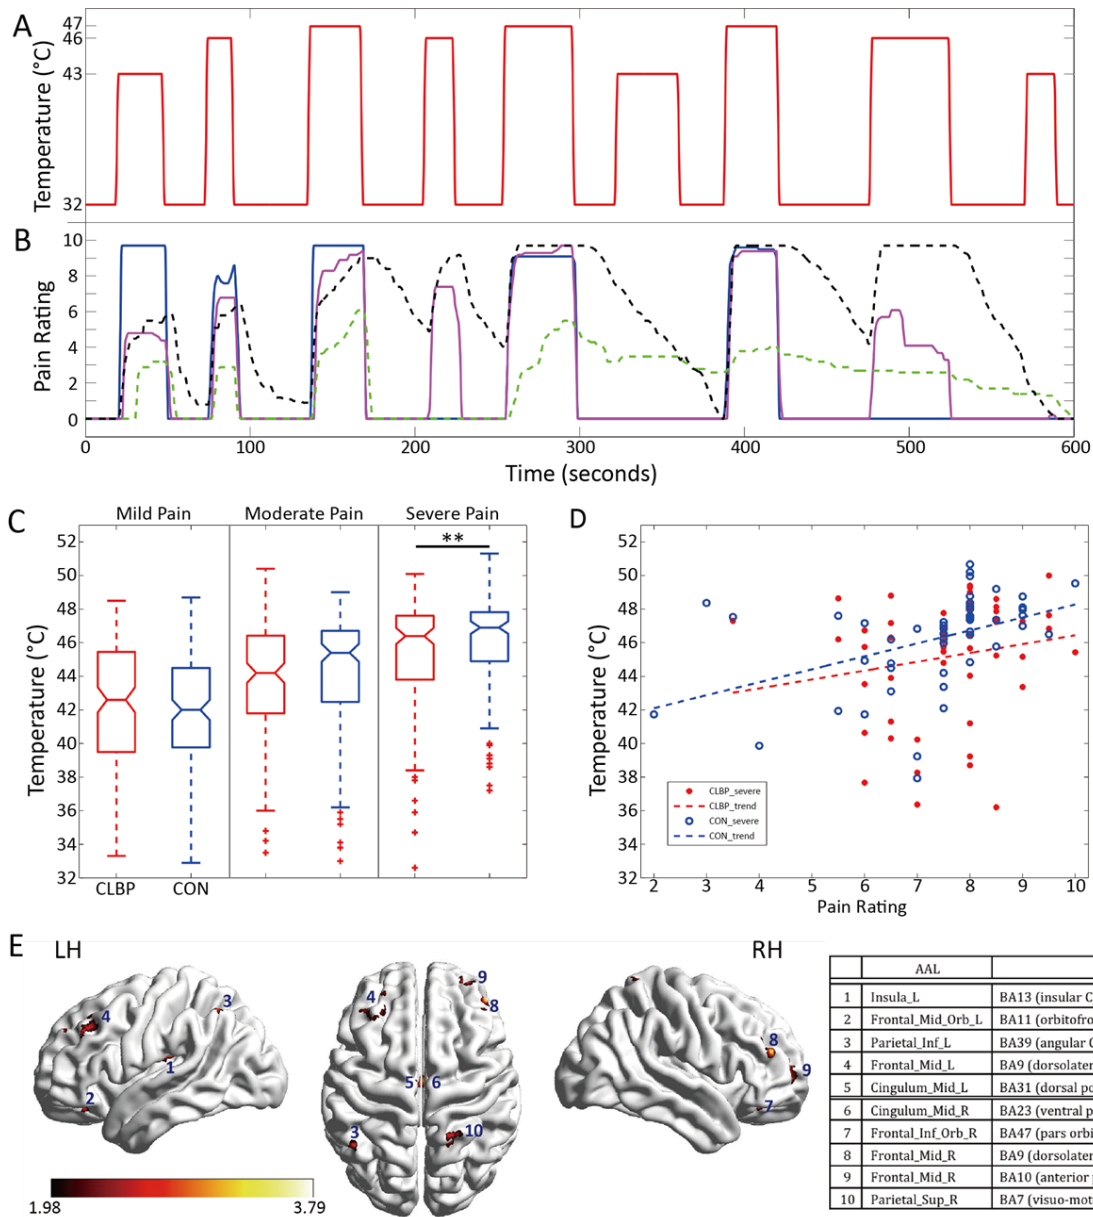 A
Temperature (°C)
47
46
43
32
B
Pain Rating
10
8
6
4
2
0
0 100 200 300 400 500 600
Time (seconds)
C
Mild Pain Moderate Pain Severe Pain
**
Temperature (°C)
52
50
48
46
44
42
40
38
36
34
32
CLBP CON
D
Temperature (°C)
52
50
48
46
44
42
40
38
36
34
32
CLBP_severe
CLBP_trend
CON_severe
CON_trend
2 3 4 5 6 7 8 9 10
Pain Rating
E
LH
RH
4
3
1
2
4
9
8
5 6
3
10
8
9
7
1.98 3.79
AAL
1 Insula_L BA13 (insular C
2 Frontal_Mid_Orb_L BA11 (orbitofro
3 Parietal_Inf_L BA39 (angular G
4 Frontal_Mid_L BA9 (dorsolater
5 Cingulum_Mid_L BA31 (dorsal po
6 Cingulum_Mid_R BA23 (ventral p
7 Frontal_Inf_Orb_R BA47 (pars orbi
8 Frontal_Mid_R BA9 (dorsolater
9 Frontal_Mid_R BA10 (anterior p
10 Parietal_Sup_R BA7 (visuo-mot